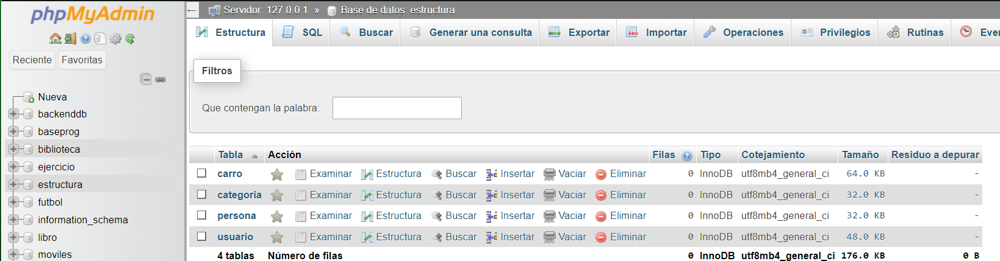 phpMyAdmin
Reciente Favoritas
Nueva
backenddb
baseprog
biblioteca
ejercicio
estructura
futbol
information_schema
libro
moviles
← Servidor: 127.0.0.1 » Base de datos: estructura
Estructura SQL Buscar Generar una consulta Exportar Importar Operaciones Privilegios Rutinas Ever
Filtros
Que contengan la palabra:
Tabla Acción Filas Tipo Cotejamiento Tamaño Residuo a depurar
carro Examinar Estructura Buscar Insertar Vaciar Eliminar 0 InnoDB utf8mb4_general_ci 64.0 KB -
categoria Examinar Estructura Buscar Insertar Vaciar Eliminar 0 InnoDB utf8mb4_general_ci 32.0 KB -
persona Examinar Estructura Buscar Insertar Vaciar Eliminar 0 InnoDB utf8mb4_general_ci 32.0 KB -
usuario Examinar Estructura Buscar Insertar Vaciar Eliminar 0 InnoDB utf8mb4_general_ci 48.0 KB -
4 tablas Número de filas 0 InnoDB utf8mb4_general_ci 176.0 KB 0 B